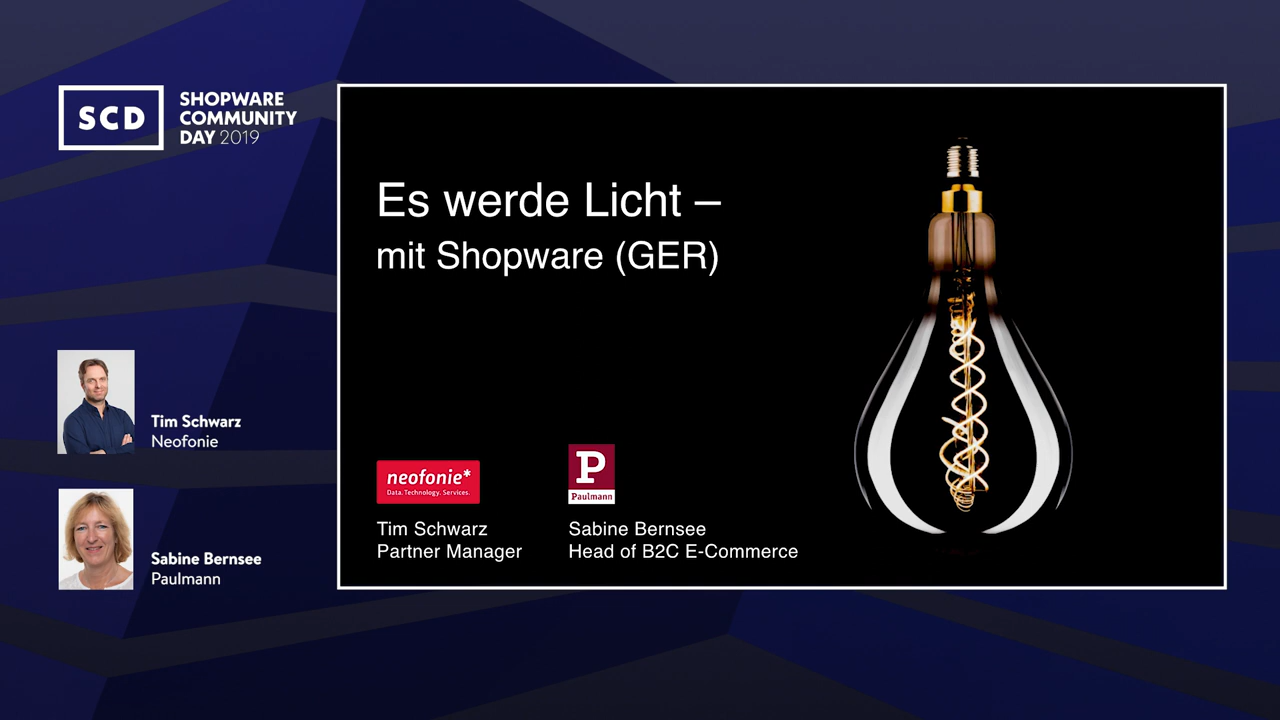 SCD
SHOPWARE
COMMUNITY
DAY 2019
Es werde Licht –
mit Shopware (GER)
Tim Schwarz
Neofonie
Sabine Bernsee
Paulmann
neofonie*
Data. Technology. Services.
P
Paulmann
Tim Schwarz
Partner Manager
Sabine Bernsee
Head of B2C E-Commerce